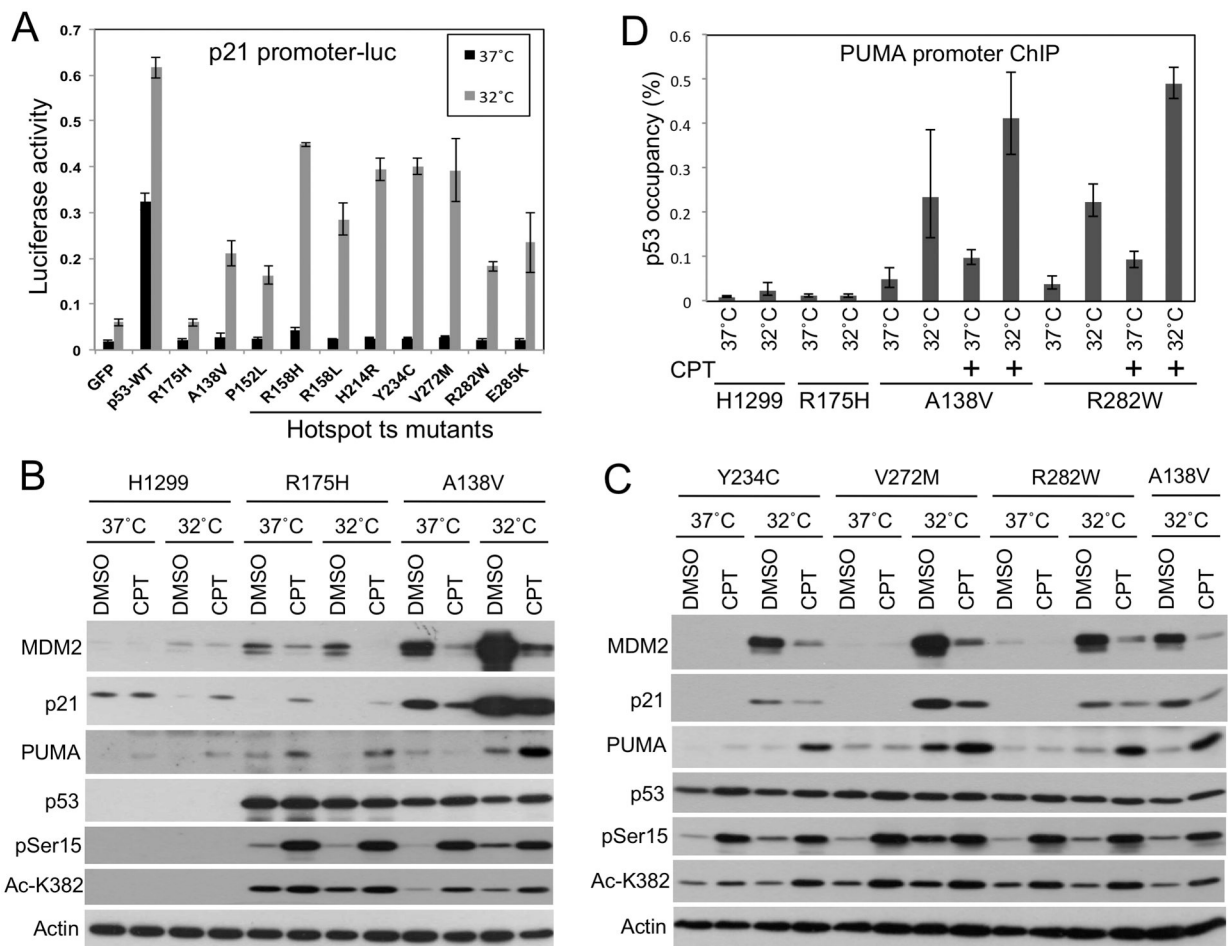 A
p21 promoter-luc
37˚C
32˚C
Luciferase activity
0.7
0.6
0.5
0.4
0.3
0.2
0.1
0
GFP
p53-WT
R175H
A138V
P152L
R158H
R158L
H214R
Y234C
V272M
R282W
E285K
Hotspot ts mutants
D
PUMA promoter ChIP
p53 occupancy (%)
0.6
0.5
0.4
0.3
0.2
0.1
0
37˚C 32˚C 37˚C 32˚C 37˚C 32˚C 37˚C 32˚C 37˚C 32˚C 37˚C 32˚C
CPT + + + +
H1299 R175H A138V R282W
B
H1299 R175H A138V
37˚C 32˚C 37˚C 32˚C 37˚C 32˚C
DMSO CPT DMSO CPT DMSO CPT DMSO CPT DMSO CPT DMSO CPT
MDM2
p21
PUMA
p53
pSer15
Ac-K382
Actin
C
Y234C V272M R282W A138V
37˚C 32˚C 37˚C 32˚C 37˚C 32˚C 32˚C
DMSO CPT DMSO CPT DMSO CPT DMSO CPT DMSO CPT DMSO CPT DMSO CPT
MDM2
p21
PUMA
p53
pSer15
Ac-K382
Actin